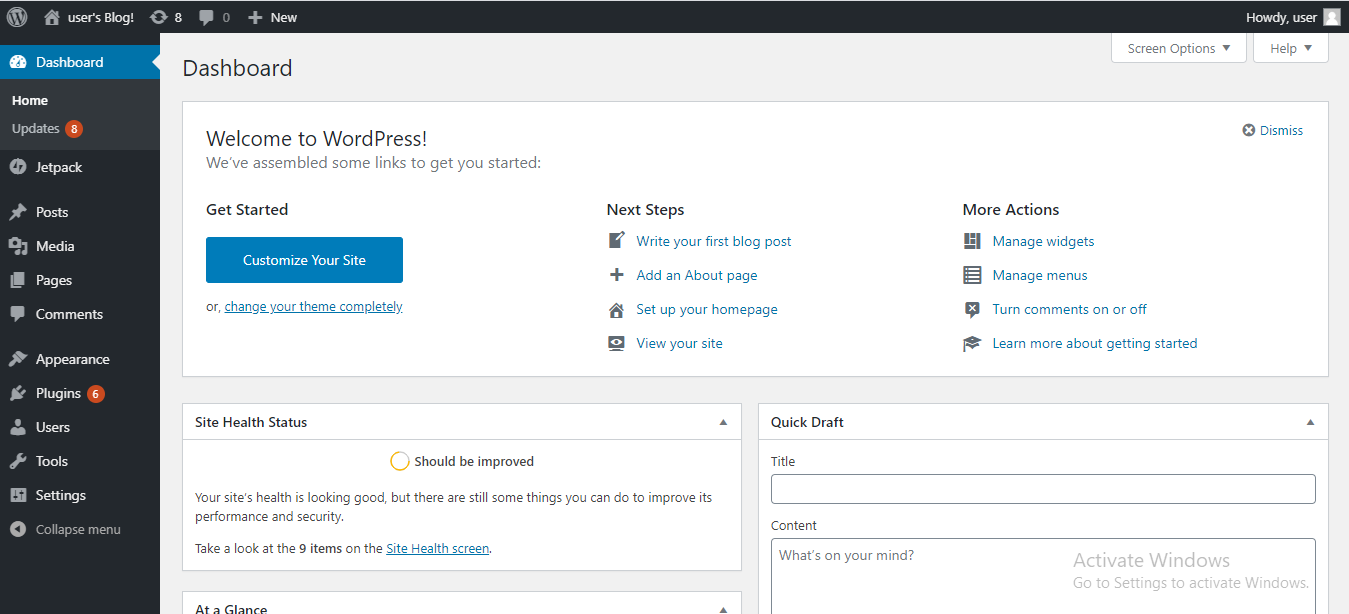 user's Blog! 8 0 New Howdy, user
Dashboard
Home
Updates 8
Jetpack
Posts
Media
Pages
Comments
Appearance
Plugins 6
Users
Tools
Settings
Collapse menu
Screen Options Help
Dashboard
Welcome to WordPress!
Dismiss
We've assembled some links to get you started:
Get Started
Customize Your Site
or, change your theme completely
Next Steps
Write your first blog post
Add an About page
Set up your homepage
View your site
More Actions
Manage widgets
Manage menus
Turn comments on or off
Learn more about getting started
Site Health Status
Should be improved
Your site's health is looking good, but there are still some things you can do to improve its
performance and security.
Take a look at the 9 items on the Site Health screen.
At a Glance
Quick Draft
Title
Content
What's on your mind?
Activate Windows
Go to Settings to activate Windows.